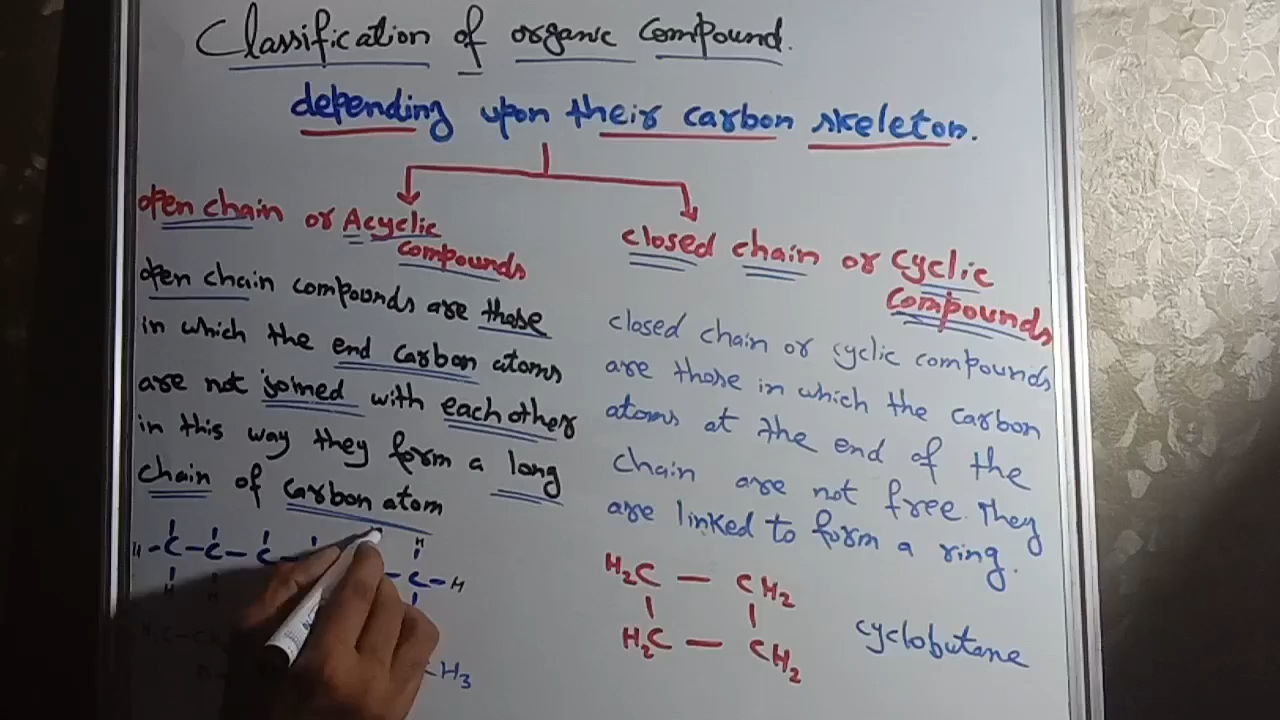 Classification of organic compound.
depending upon their carbon skeleton.
open chain or Acyclic
compounds
open chain compounds are those
in which the end carbon atoms
are not joined with each other
in this way they form a long
chain of carbon atom
H
H - C - C - C -
- C - H
H
H
CH3
closed chain or cyclic
compounds
closed chain or cyclic compounds
are those in which the carbon
atoms at the end of the
chain are not free. They
are linked to form a ring.
H2C — CH2
H2C — CH2
cyclobutane